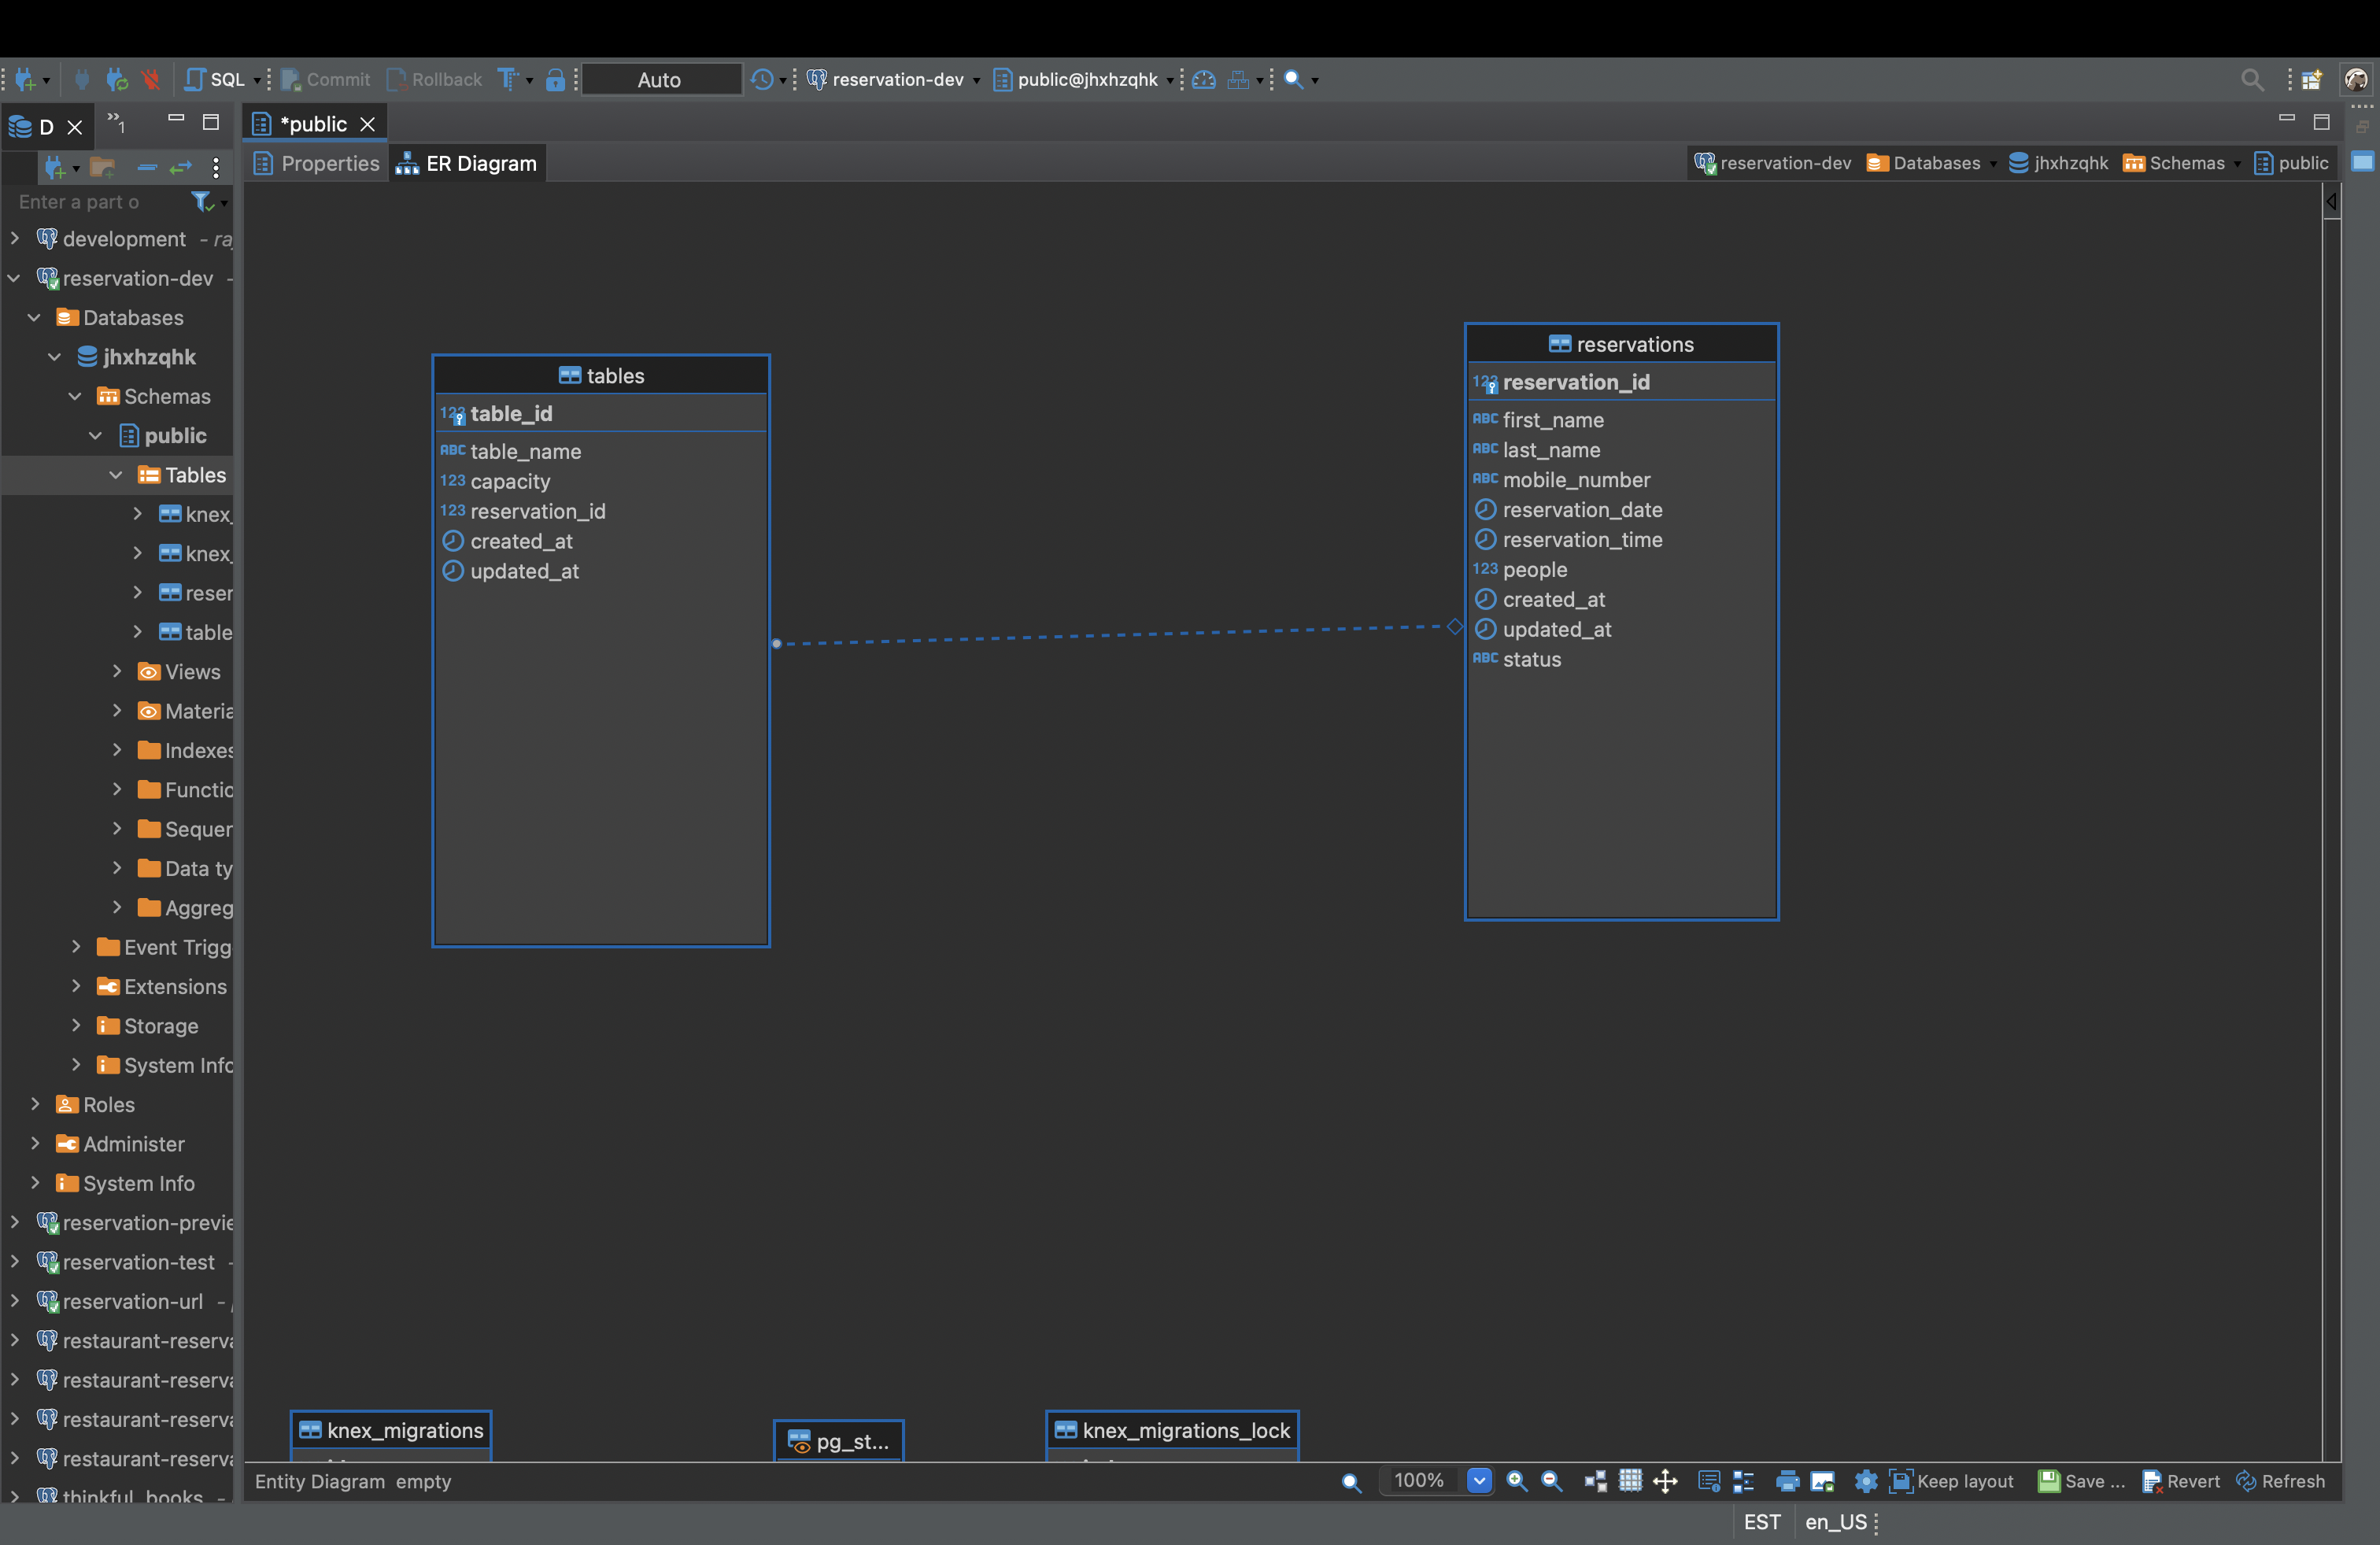 SQL Commit Rollback Auto reservation-dev public@jhxhzqhk
D 1 *public
Properties ER Diagram reservation-dev Databases jhxhzqhk Schemas public
Enter a part o
development - ra
reservation-dev -
Databases
jhxhzqhk
Schemas
public
Tables
knex_
knex_
reser
table
Views
Materia
Indexes
Functio
Sequer
Data ty
Aggreg
Event Trigg
Extensions
Storage
System Info
Roles
Administer
System Info
reservation-previe
reservation-test -
reservation-url -
restaurant-reserva
restaurant-reserva
restaurant-reserva
restaurant-reserva
thinkful_books -
tables
123 table_id
ABC table_name
123 capacity
123 reservation_id
created_at
updated_at
reservations
123 reservation_id
ABC first_name
ABC last_name
ABC mobile_number
reservation_date
reservation_time
123 people
created_at
updated_at
ABC status
knex_migrations
pg_st...
knex_migrations_lock
Entity Diagram empty
100% Keep layout Save ... Revert Refresh
EST en_US